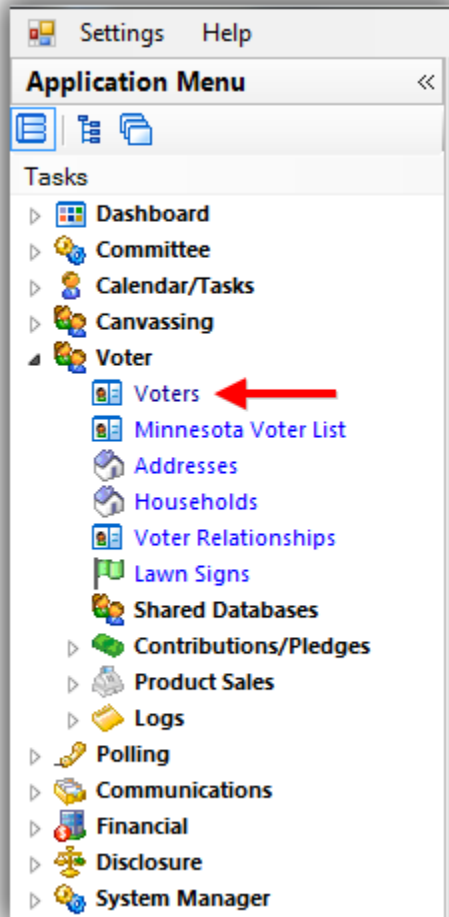 Settings Help
Application Menu
Tasks
Dashboard
Committee
Calendar/Tasks
Canvassing
Voter
Voters
Minnesota Voter List
Addresses
Households
Voter Relationships
Lawn Signs
Shared Databases
Contributions/Pledges
Product Sales
Logs
Polling
Communications
Financial
Disclosure
System Manager